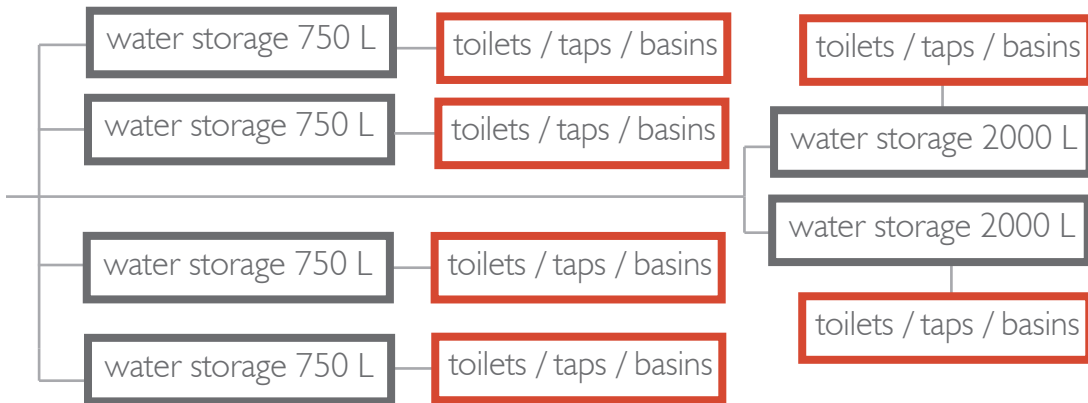 water storage 750 L
toilets / taps / basins
water storage 750 L
toilets / taps / basins
water storage 750 L
toilets / taps / basins
water storage 750 L
toilets / taps / basins
toilets / taps / basins
water storage 2000 L
water storage 2000 L
toilets / taps / basins